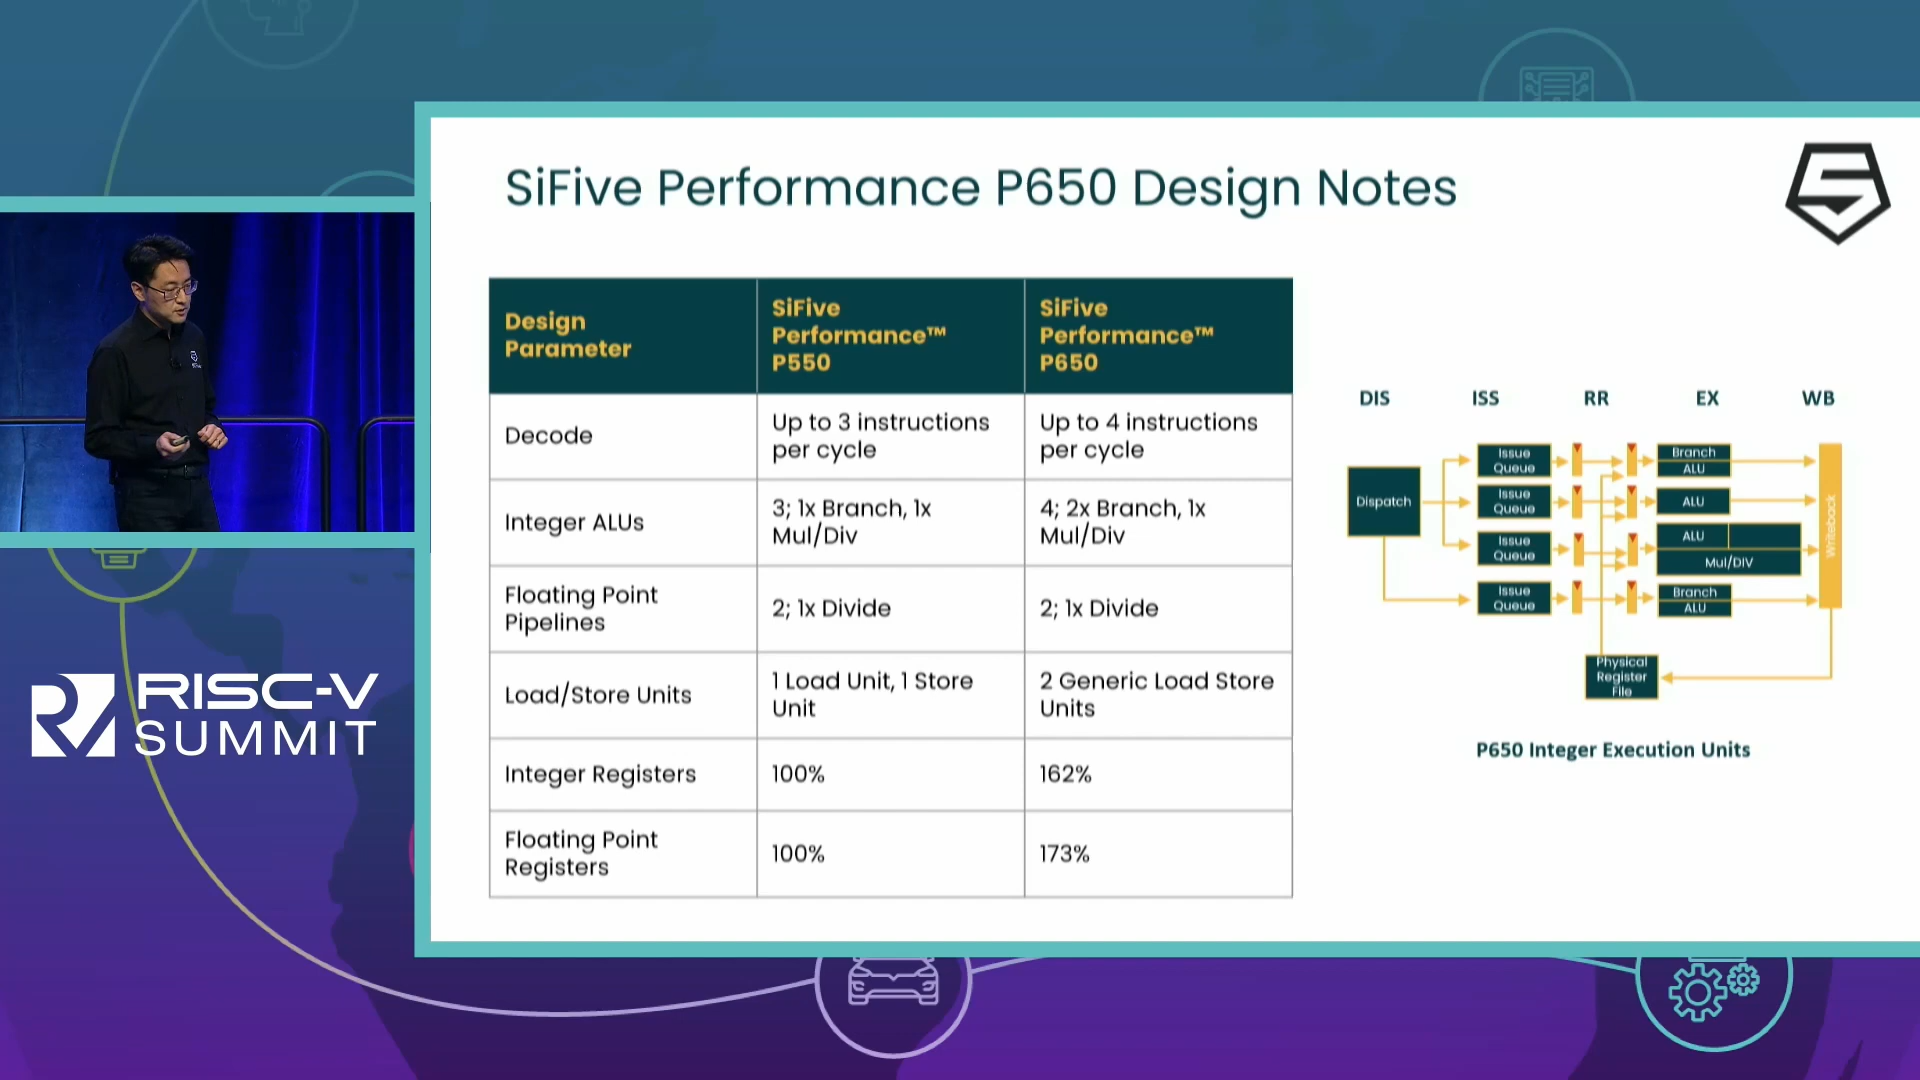 SiFive Performance P650 Design Notes
Design
Parameter
SiFive
Performance™
P550
SiFive
Performance™
P650
Decode
Up to 3 instructions
per cycle
Up to 4 instructions
per cycle
Integer ALUs
3; 1x Branch, 1x
Mul/Div
4; 2x Branch, 1x
Mul/Div
Floating Point
Pipelines
2; 1x Divide
2; 1x Divide
Load/Store Units
1 Load Unit, 1 Store
Unit
2 Generic Load Store
Units
Integer Registers
100%
162%
Floating Point
Registers
100%
173%
DIS
ISS
RR
EX
WB
Dispatch
Issue
Queue
Issue
Queue
Issue
Queue
Issue
Queue
Branch
ALU
ALU
ALU
Mul/DIV
Branch
ALU
Writeback
Physical
Register
File
P650 Integer Execution Units
RISC-V
SUMMIT